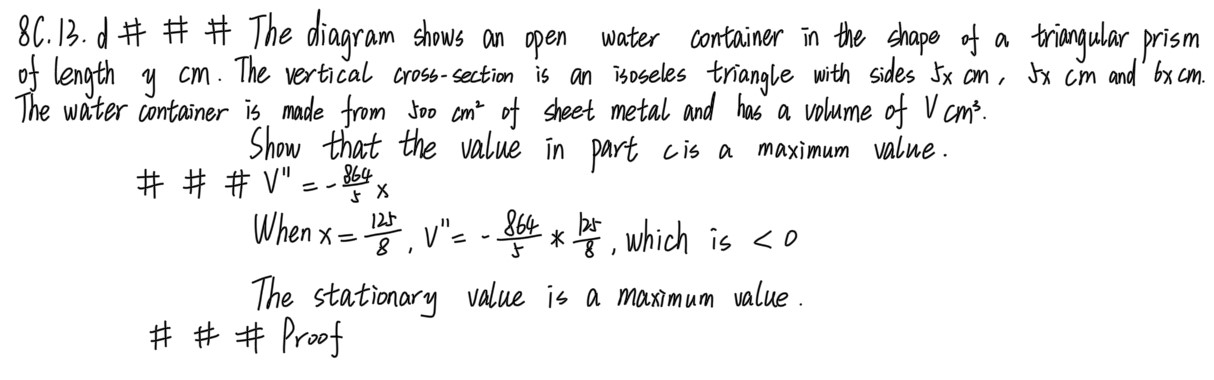 8C.13. d # # # The diagram shows an open water container in the shape of a triangular prism
of length y cm. The vertical cross-section is an isoseles triangle with sides 5x cm, 5x cm and 6x cm.
The water container is made from 500 cm² of sheet metal and has a volume of V cm³.
Show that the value in part c is a maximum value.
# # # V" = -864/5 x
When x = 125/8, V" = - 864/5 * 125/8, which is < 0
The stationary value is a maximum value.
# # # Proof